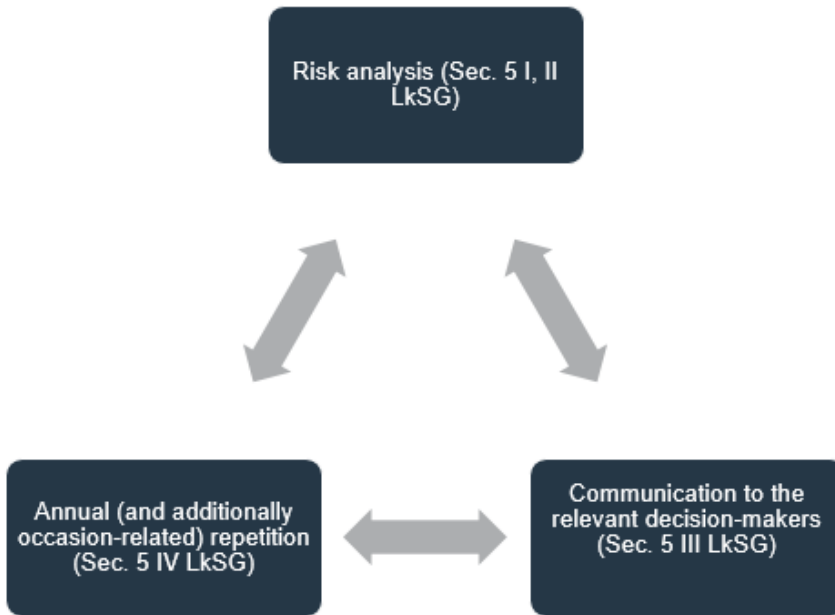 Risk analysis (Sec. 5 I, II
LkSG)
Annual (and additionally
occasion-related) repetition
(Sec. 5 IV LkSG)
Communication to the
relevant decision-makers
(Sec. 5 III LkSG)